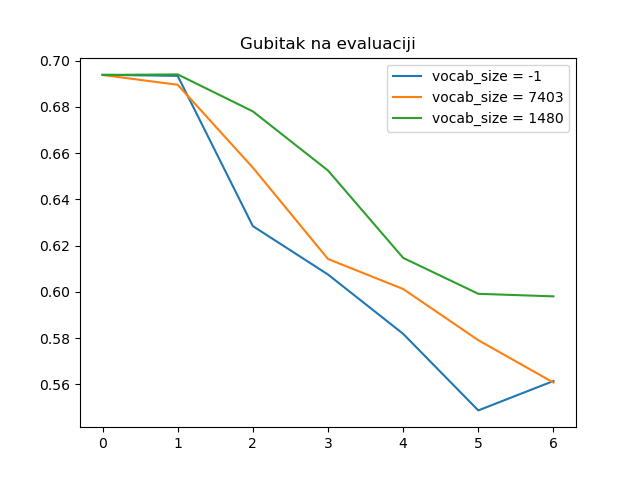 Gubitak na evaluaciji
vocab_size = -1
vocab_size = 7403
vocab_size = 1480
0.70
0.68
0.66
0.64
0.62
0.60
0.58
0.56
0 1 2 3 4 5 6